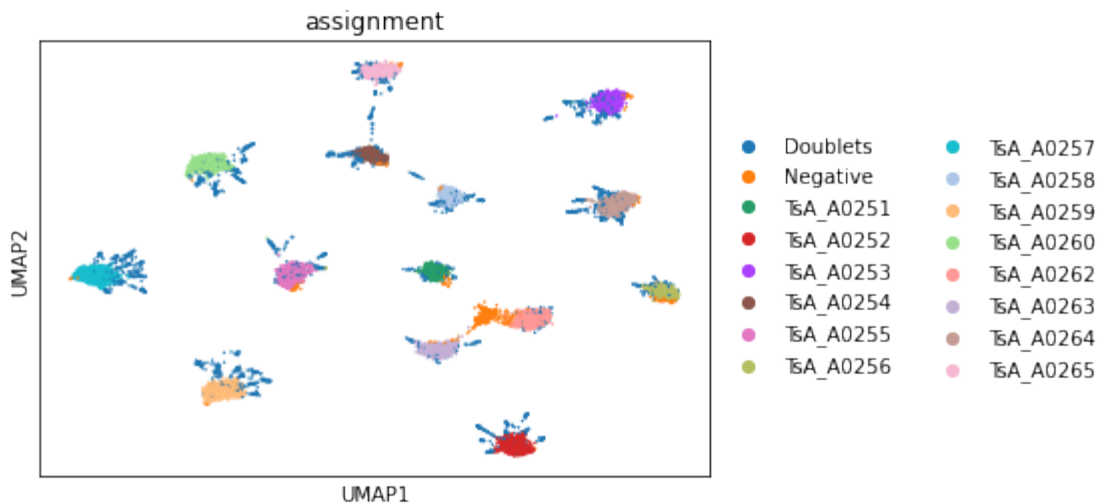 assignment
UMAP2
UMAP1
Doublets
Negative
TsA_A0251
TsA_A0252
TsA_A0253
TsA_A0254
TsA_A0255
TsA_A0256
TsA_A0257
TsA_A0258
TsA_A0259
TsA_A0260
TsA_A0262
TsA_A0263
TsA_A0264
TsA_A0265